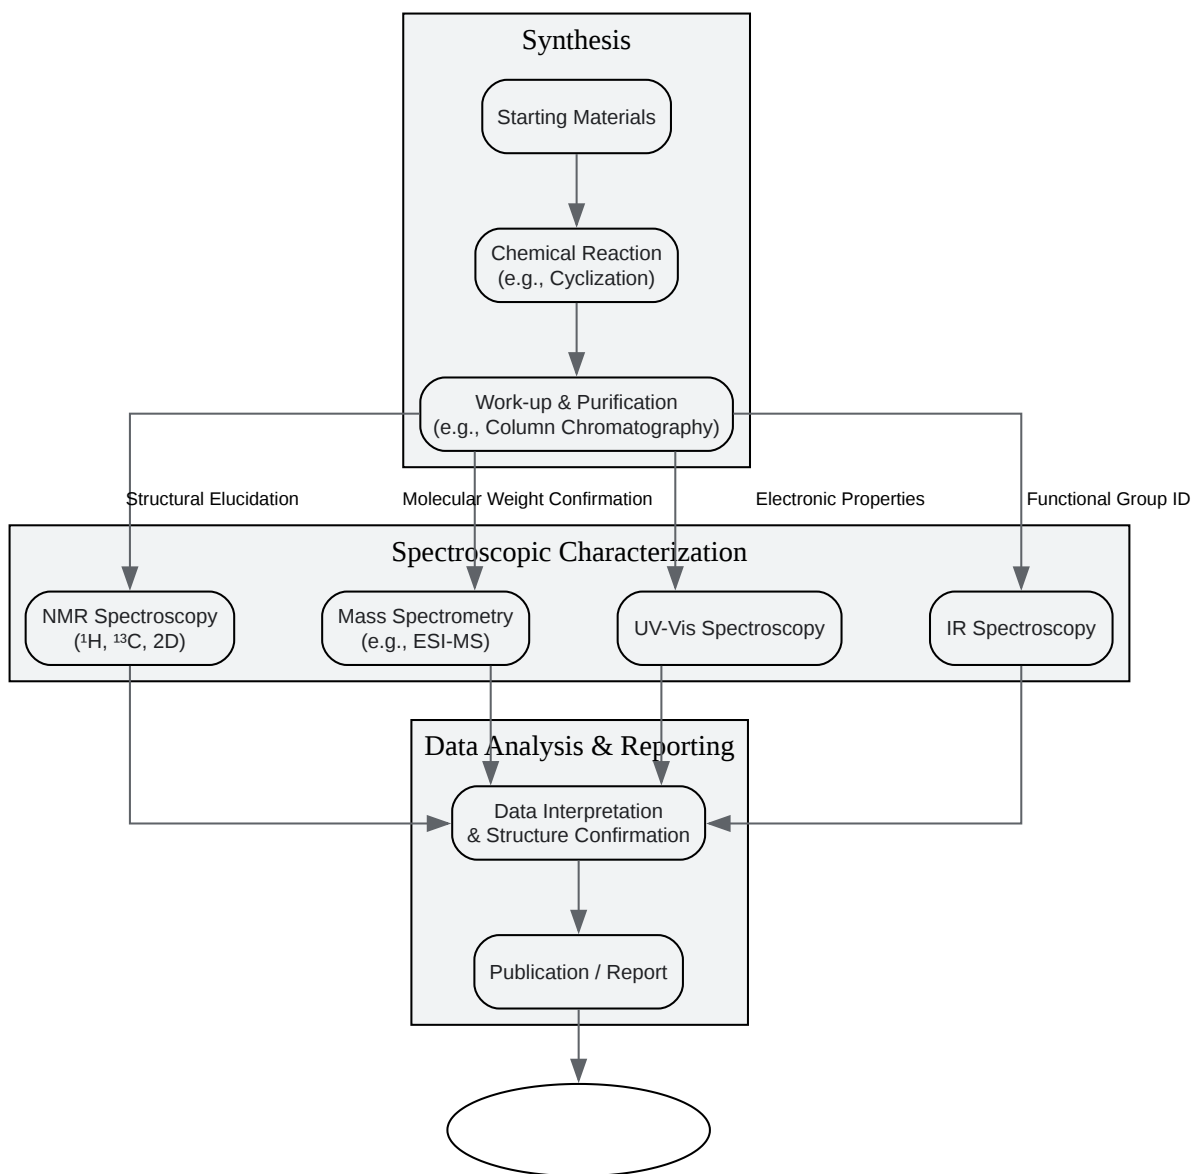 Synthesis
Starting Materials
Chemical Reaction
(e.g., Cyclization)
Work-up & Purification
(e.g., Column Chromatography)
Structural Elucidation
Molecular Weight Confirmation
Electronic Properties
Functional Group ID
Spectroscopic Characterization
NMR Spectroscopy
(¹H, ¹³C, 2D)
Mass Spectrometry
(e.g., ESI-MS)
UV-Vis Spectroscopy
IR Spectroscopy
Data Analysis & Reporting
Data Interpretation
& Structure Confirmation
Publication / Report